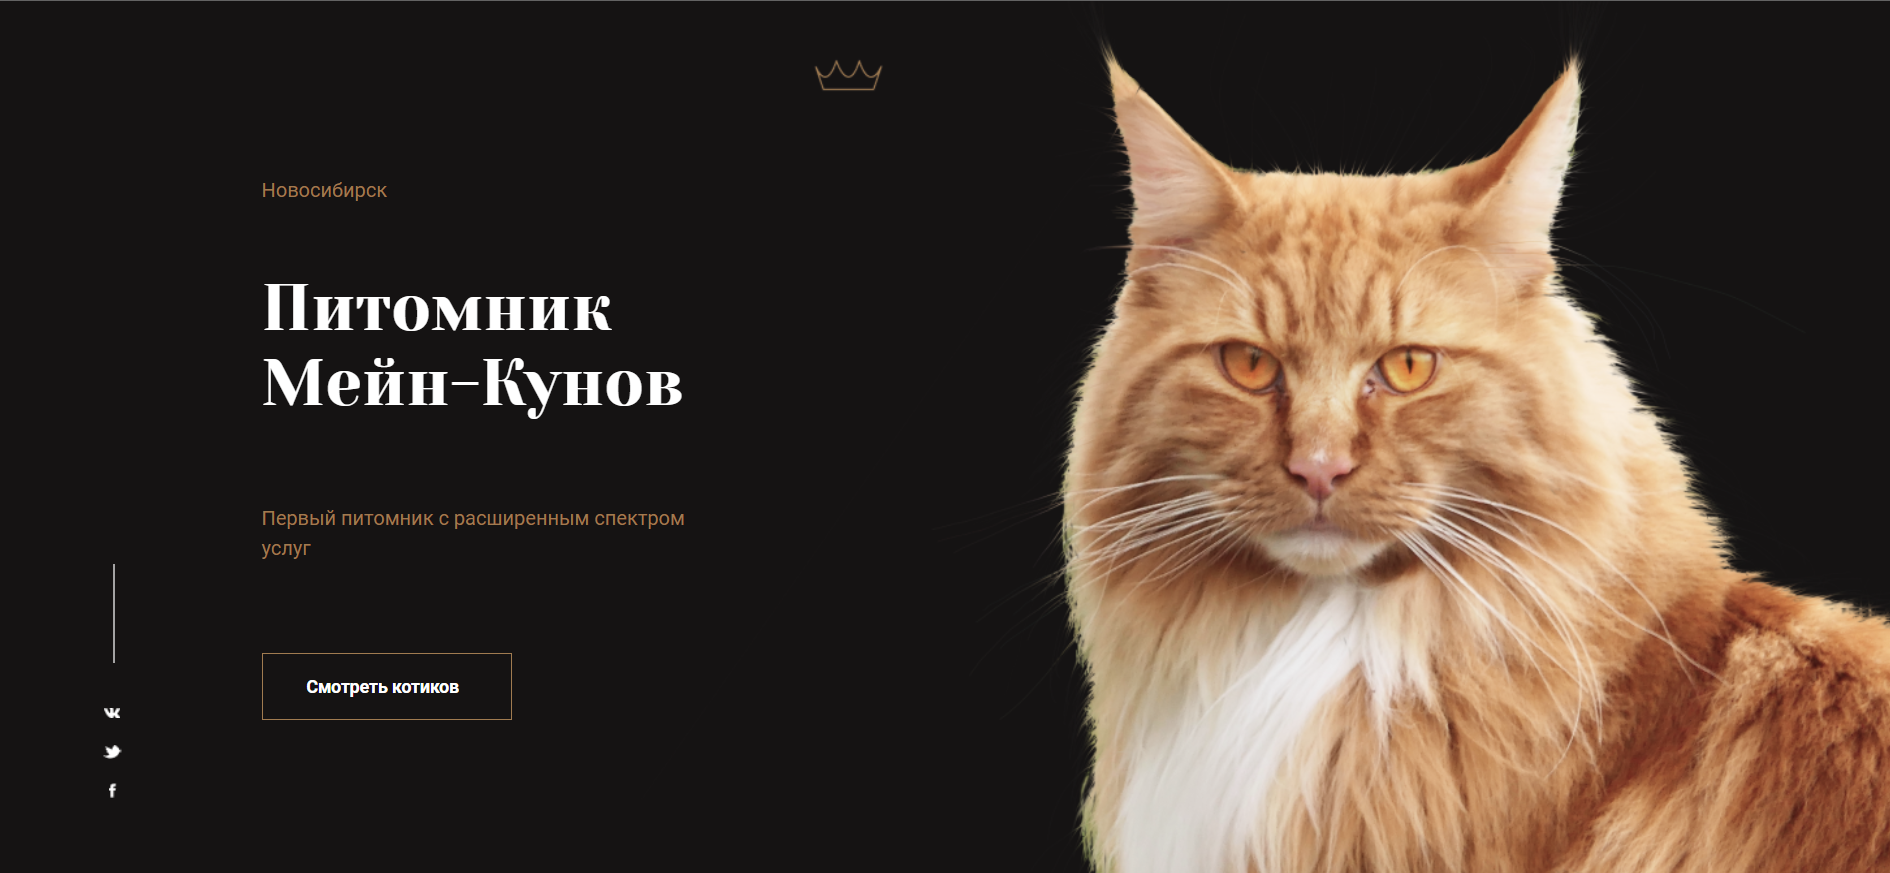 Новосибирск
Питомник
Мейн-Кунов
Первый питомник с расширенным спектром
услуг
Смотреть котиков